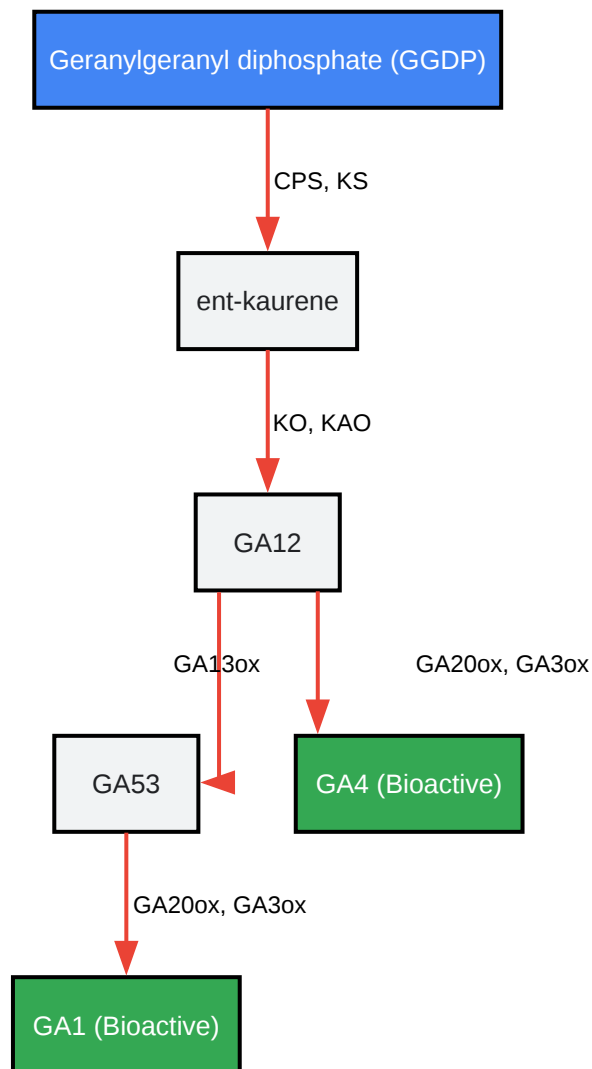 Geranylgeranyl diphosphate (GGDP)
CPS, KS
ent-kaurene
KO, KAO
GA12
GA13ox
GA20ox, GA3ox
GA53
GA4 (Bioactive)
GA20ox, GA3ox
GA1 (Bioactive)